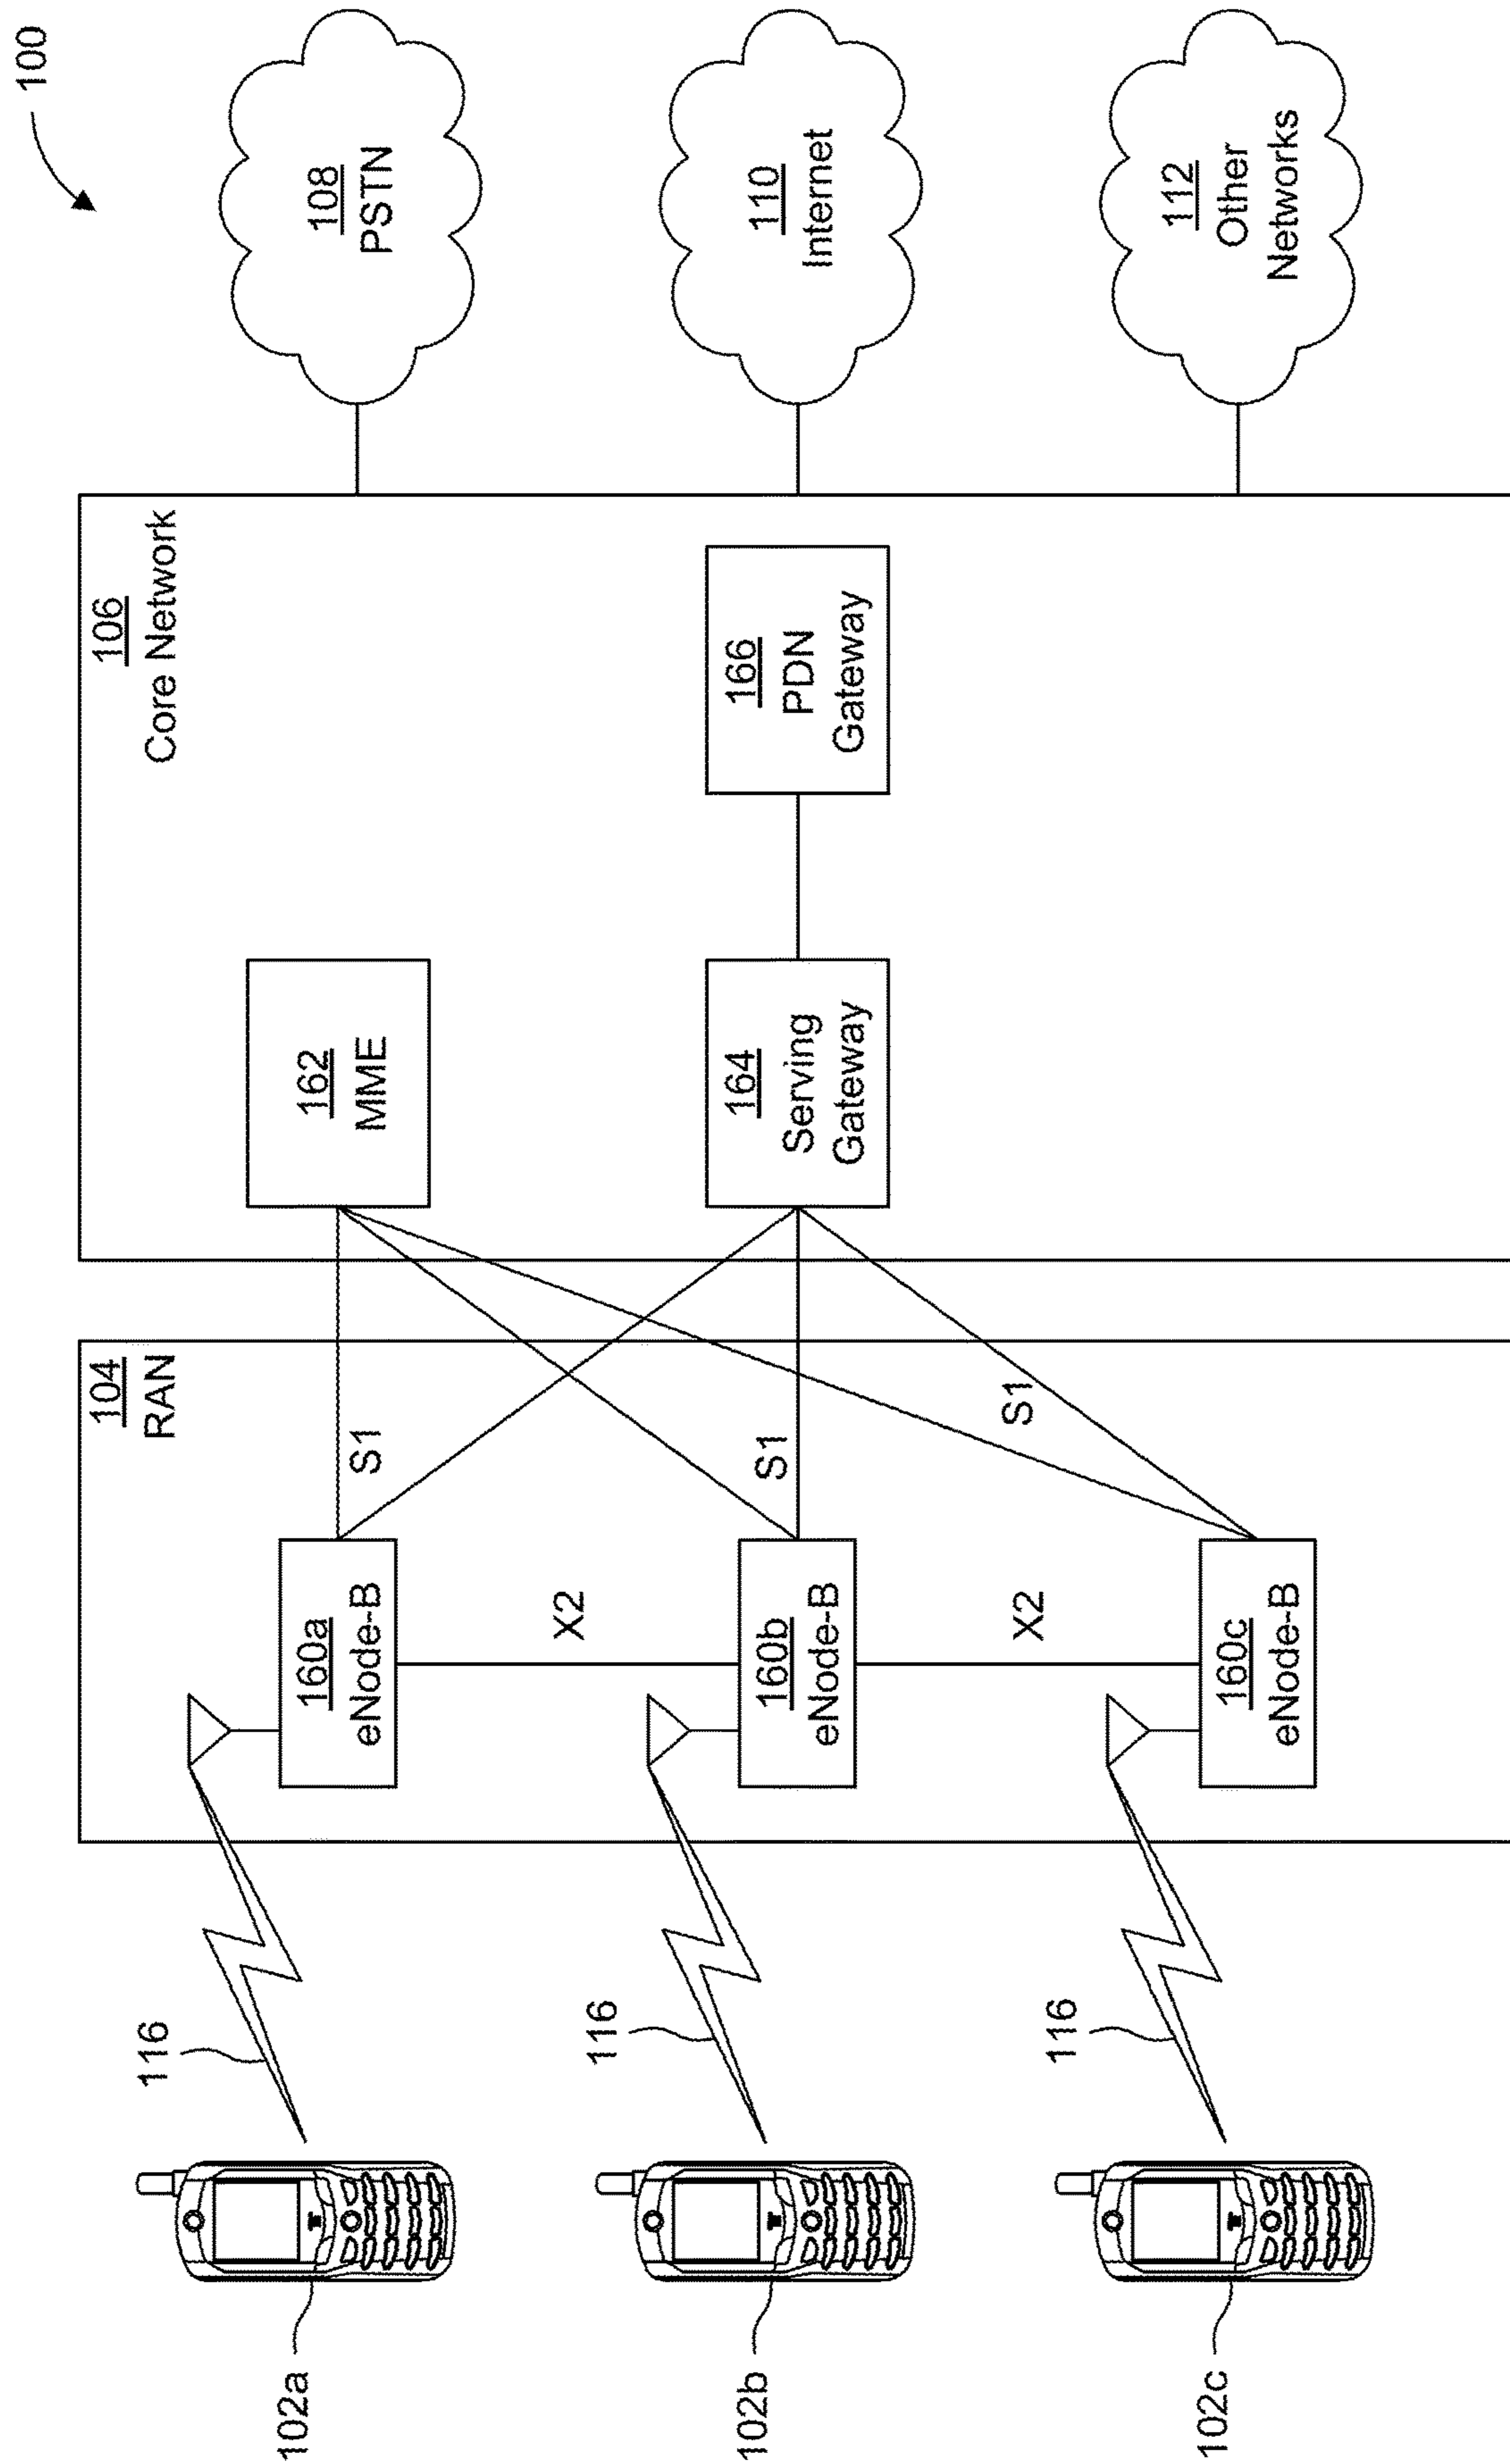 100
106
Core Network
104
RAN
108
PSTN
110
Internet
112
Other
Networks
162
MME
164
Serving
Gateway
166
PDN
Gateway
S1
S1
S1
160a
eNode-B
X2
160b
eNode-B
X2
160c
eNode-B
116
116
116
102a
102b
102c